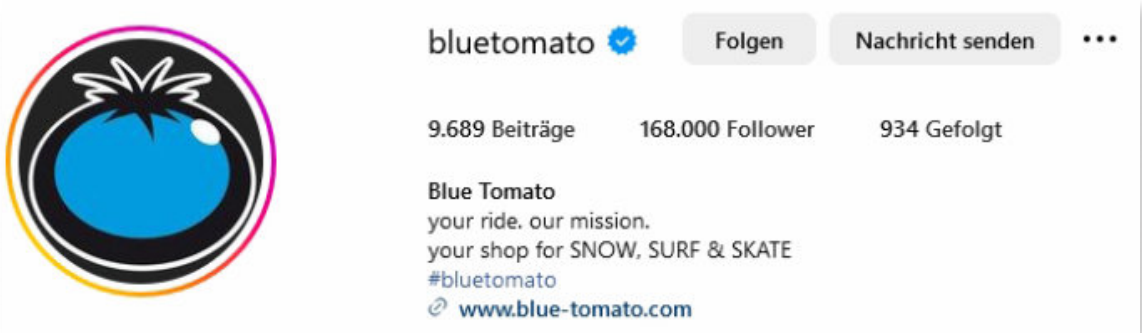 bluetomato Folgen Nachricht senden
9.689 Beiträge 168.000 Follower 934 Gefolgt
Blue Tomato
your ride. our mission.
your shop for SNOW, SURF & SKATE
#bluetomato
www.blue-tomato.com